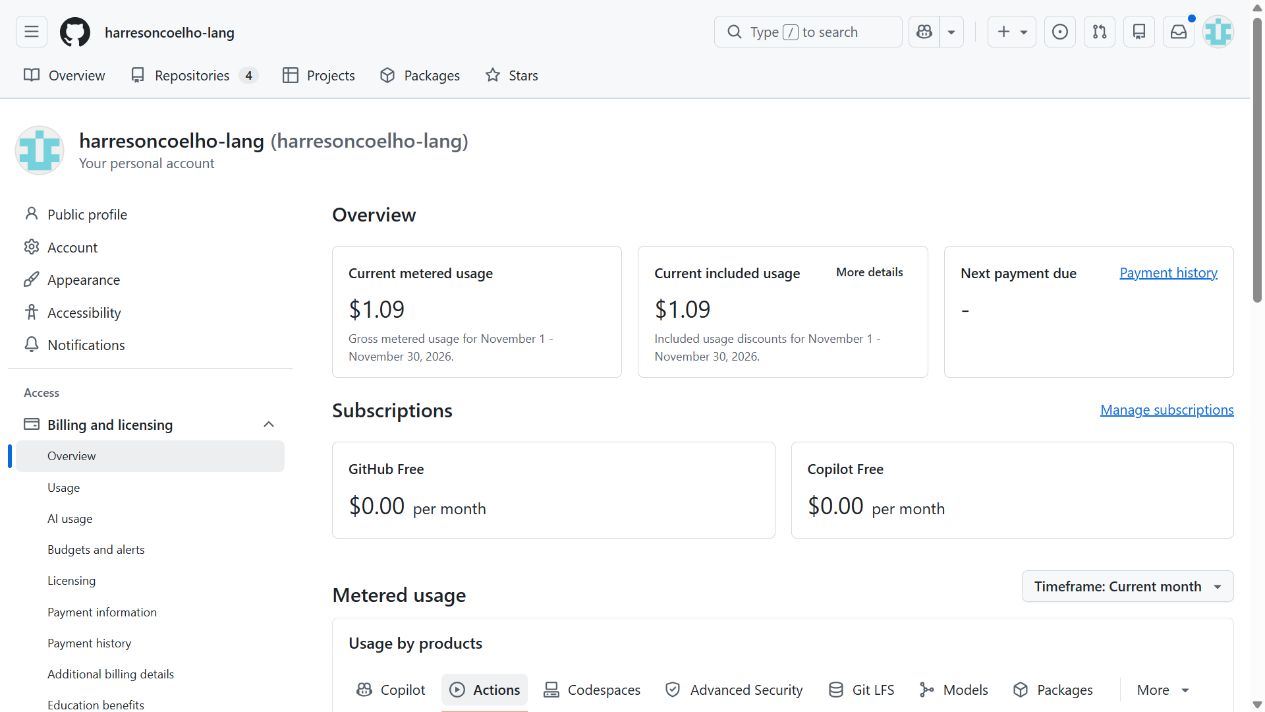 harresoncoelho-lang
Type / to search
Overview
Repositories 4
Projects
Packages
Stars
harresoncoelho-lang (harresoncoelho-lang)
Your personal account
Public profile
Account
Appearance
Accessibility
Notifications
Access
Billing and licensing
Overview
Usage
AI usage
Budgets and alerts
Licensing
Payment information
Payment history
Additional billing details
Education benefits
Overview
Current metered usage
$1.09
Gross metered usage for November 1 -
November 30, 2026.
Current included usage More details
$1.09
Included usage discounts for November 1 -
November 30, 2026.
Next payment due Payment history
-
Subscriptions
Manage subscriptions
GitHub Free
$0.00 per month
Copilot Free
$0.00 per month
Metered usage
Timeframe: Current month
Usage by products
Copilot
Actions
Codespaces
Advanced Security
Git LFS
Models
Packages
More